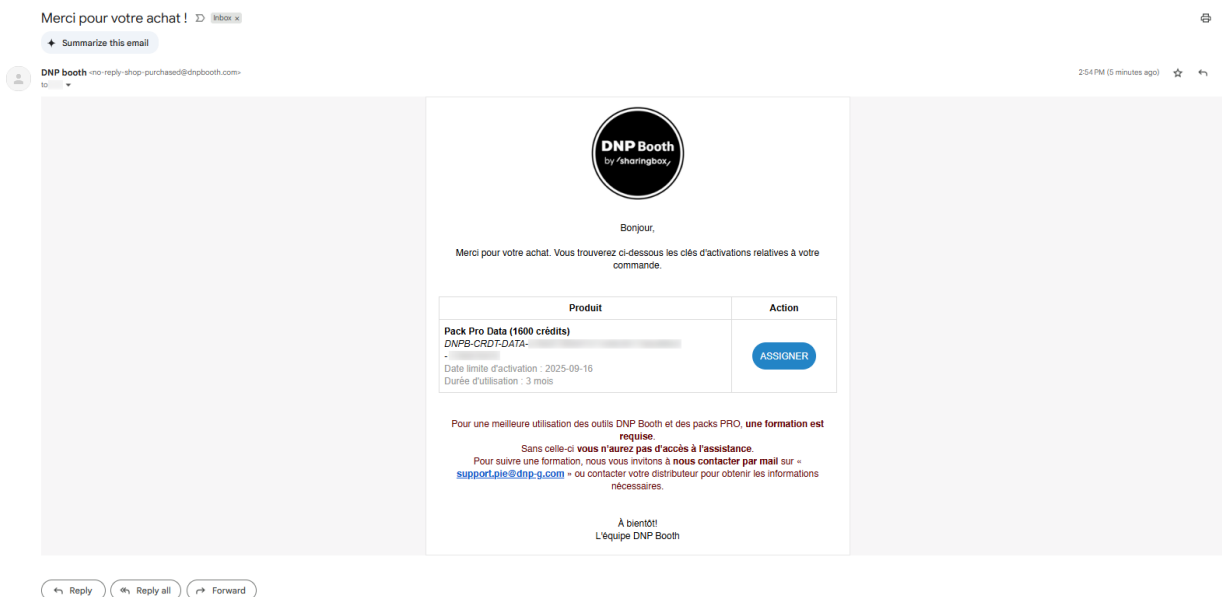 Merci pour votre achat ! Inbox x
Summarize this email
DNP booth <no-reply-shop-purchased@dnpbooth.com>
2:54 PM (5 minutes ago)
to
DNP Booth
by sharingbox
Bonjour,
Merci pour votre achat. Vous trouverez ci-dessous les clés d'activations relatives à votre
commande.
Produit Action
Pack Pro Data (1600 crédits)
DNPB-CRDT-DATA-
-
ASSIGNER
Date limite d'activation : 2025-09-16
Durée d'utilisation : 3 mois
Pour une meilleure utilisation des outils DNP Booth et des packs PRO, une formation est
requise.
Sans celle-ci vous n'aurez pas d'accès à l'assistance.
Pour suivre une formation, nous vous invitons à nous contacter par mail sur «
support.pie@dnp-g.com » ou contacter votre distributeur pour obtenir les informations
nécessaires.
À bientôt!
L'équipe DNP Booth
Reply Reply all Forward